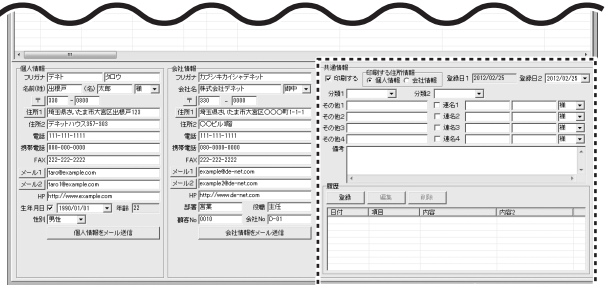 個人情報
フリガナ デネト タロウ
名前(姓) 出根戸 (名) 太郎 様
〒 330 - 0000
住所1 埼玉県さいたま市大宮区出根戸120
住所2 デネットハウス357-303
電話 111-111-1111
携帯電話 000-000-0000
FAX 222-222-2222
メール1 taro@example.com
メール2 taro1@example.com
HP http://www.example.com
生年月日 1990/01/01 年齢 22
性別 男性
個人情報をメール送信
会社情報
フリガナ カブシキカイシャデネット
会社名 株式会社デネット 御中
〒 330 - 0000
住所1 埼玉県さいたま市大宮区〇〇〇町1-1-1
住所2 〇〇ビル
電話 111-111-1111
携帯電話 080-0000-0000
FAX 222-222-2222
メール1 example@de-net.com
メール2 example2@de-net.com
HP http://www.de-net.com
部署 営業 役職 主任
顧客No 0010 会社No D-01
会社情報をメール送信
共通情報
印刷する 印刷する住所情報 個人情報 会社情報 登録日1 2012/02/25 登録日2 2012/02/25
分類1 分類2
その他1 連名1 様
その他2 連名2 様
その他3 連名3 様
その他4 連名4 様
備考
履歴
登録 編集 削除
日付 項目 内容 内容2